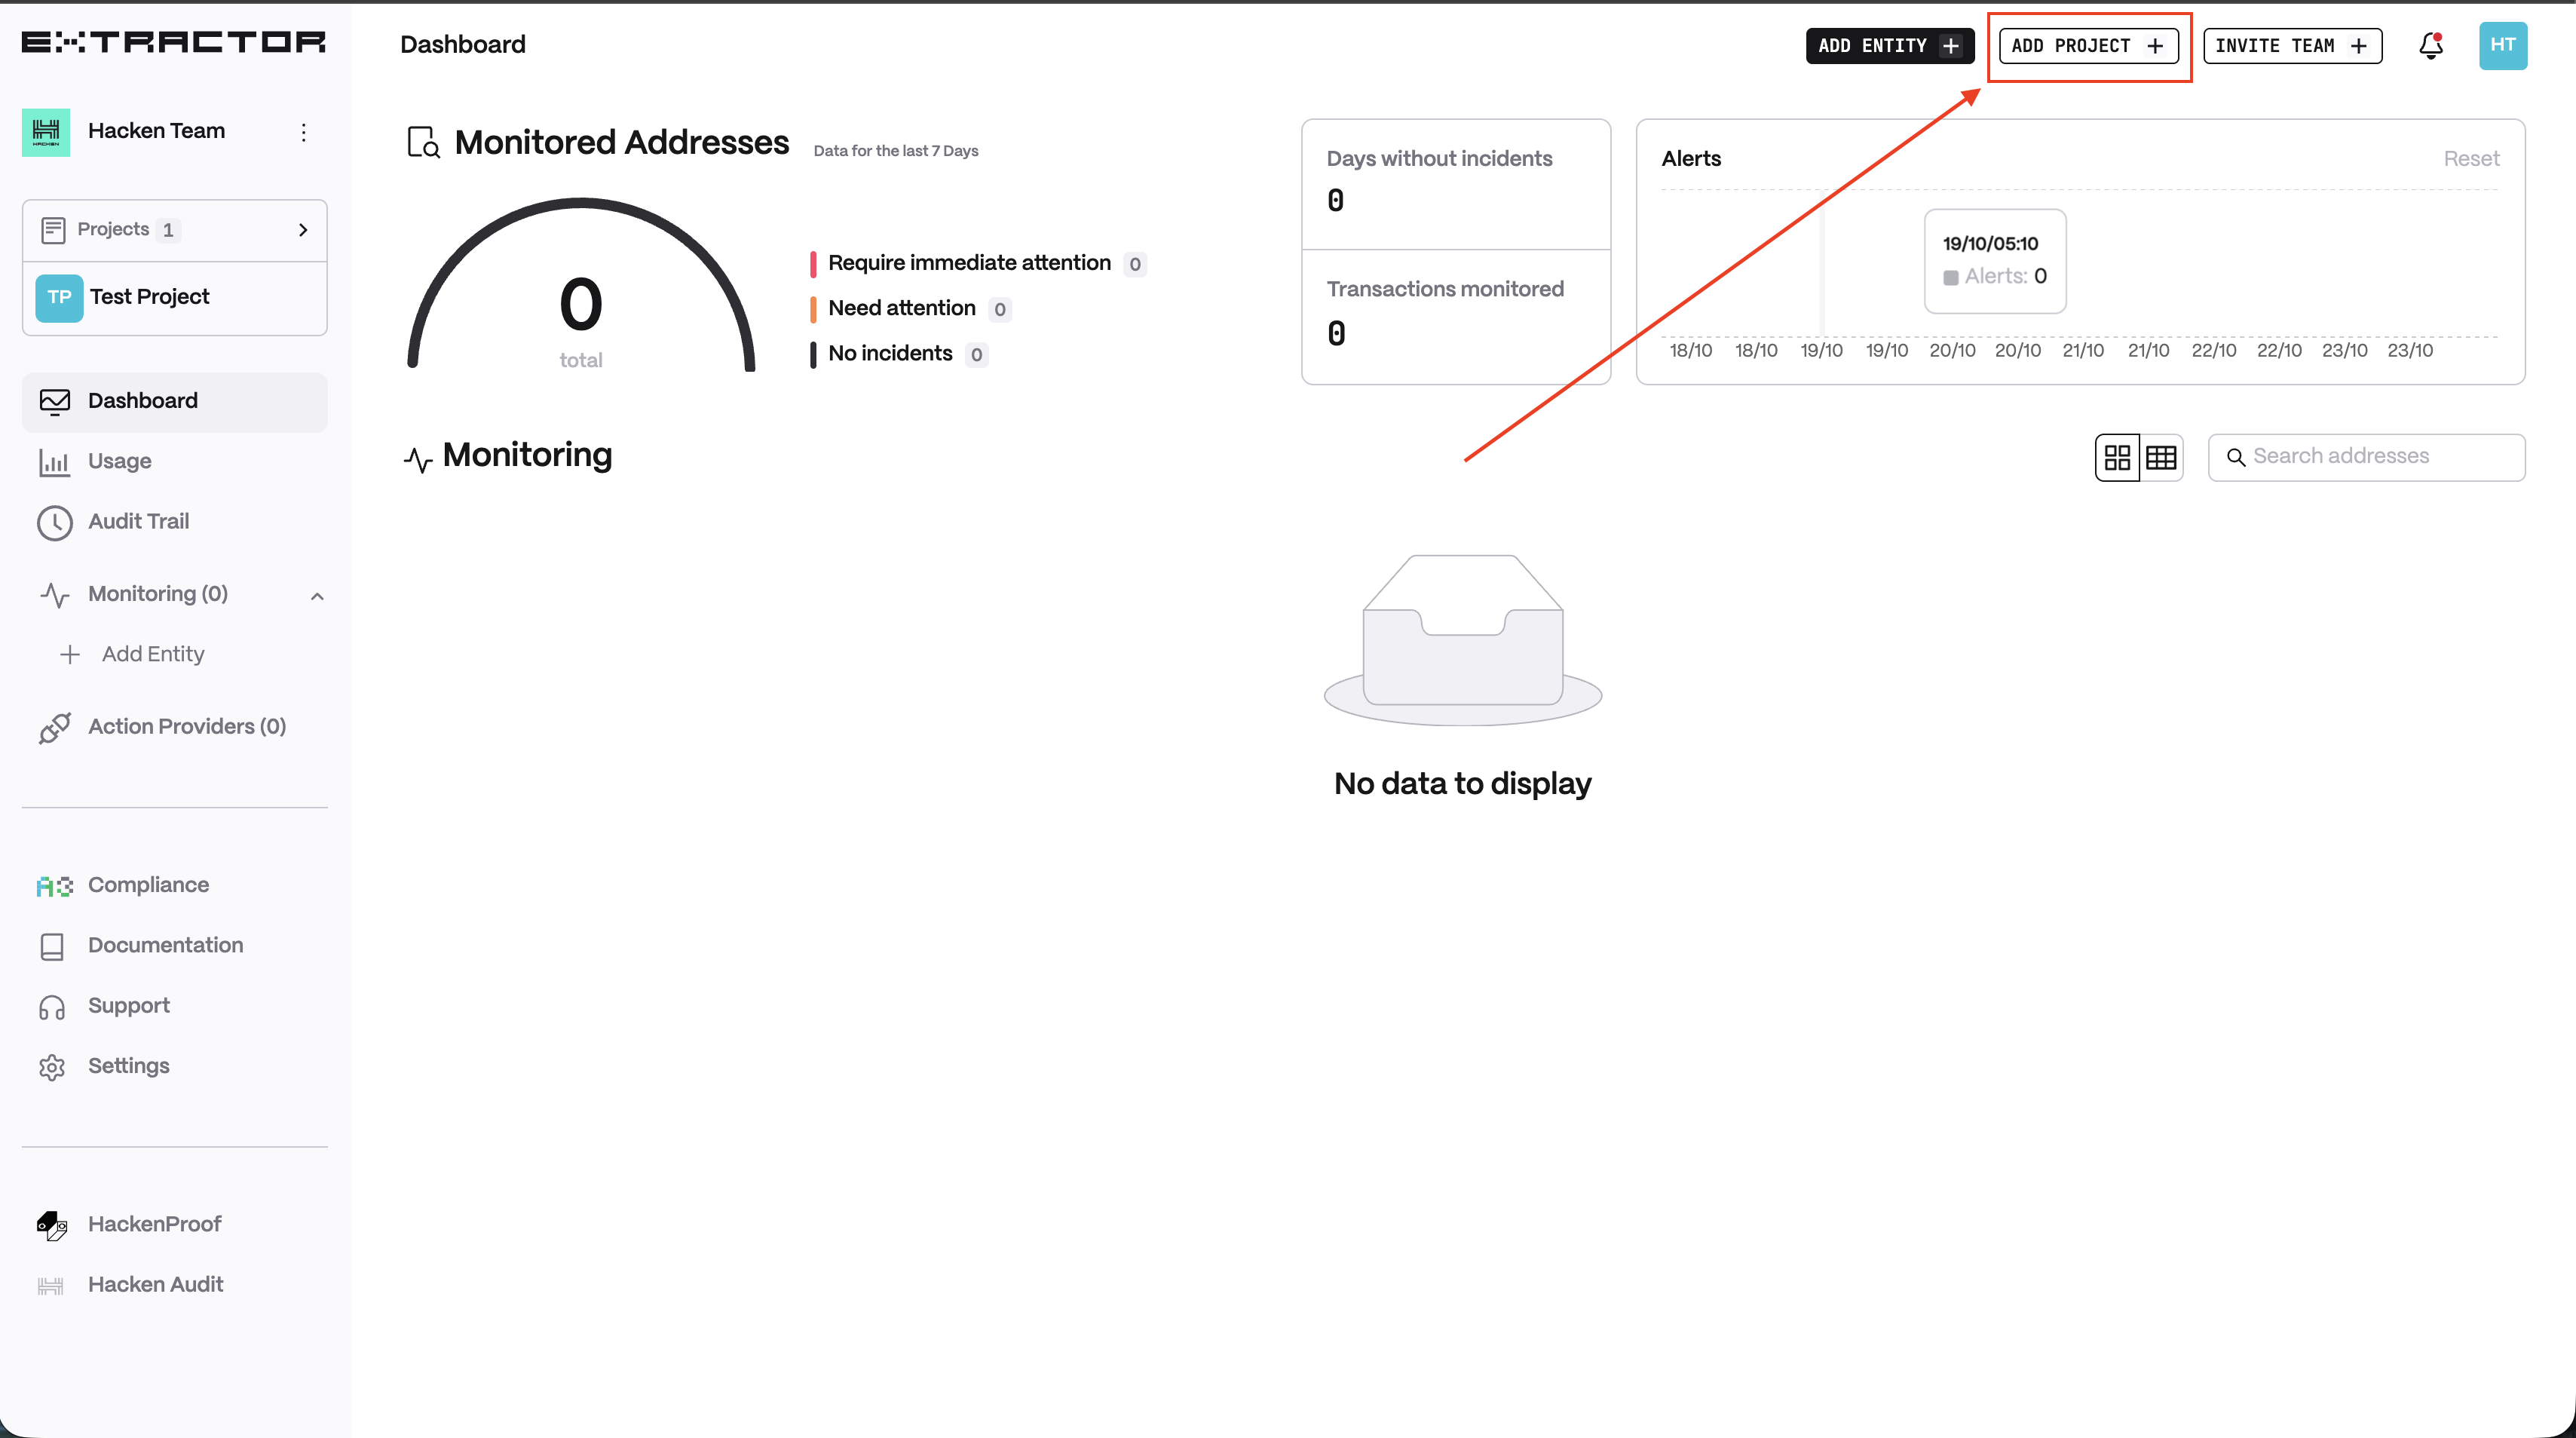 EXTRACTOR
Dashboard
ADD ENTITY +
ADD PROJECT +
INVITE TEAM +
HT
HACKEN
Hacken Team
Projects 1
TP
Test Project
Dashboard
Usage
Audit Trail
Monitoring (0)
+ Add Entity
Action Providers (0)
Compliance
Documentation
Support
Settings
HackenProof
Hacken Audit
Monitored Addresses
Data for the last 7 Days
0
total
Require immediate attention 0
Need attention 0
No incidents 0
Days without incidents
0
Transactions monitored
0
Alerts
Reset
19/10/05:10
Alerts: 0
18/10 18/10 19/10 19/10 20/10 20/10 21/10 21/10 22/10 22/10 23/10 23/10
Monitoring
Search addresses
No data to display